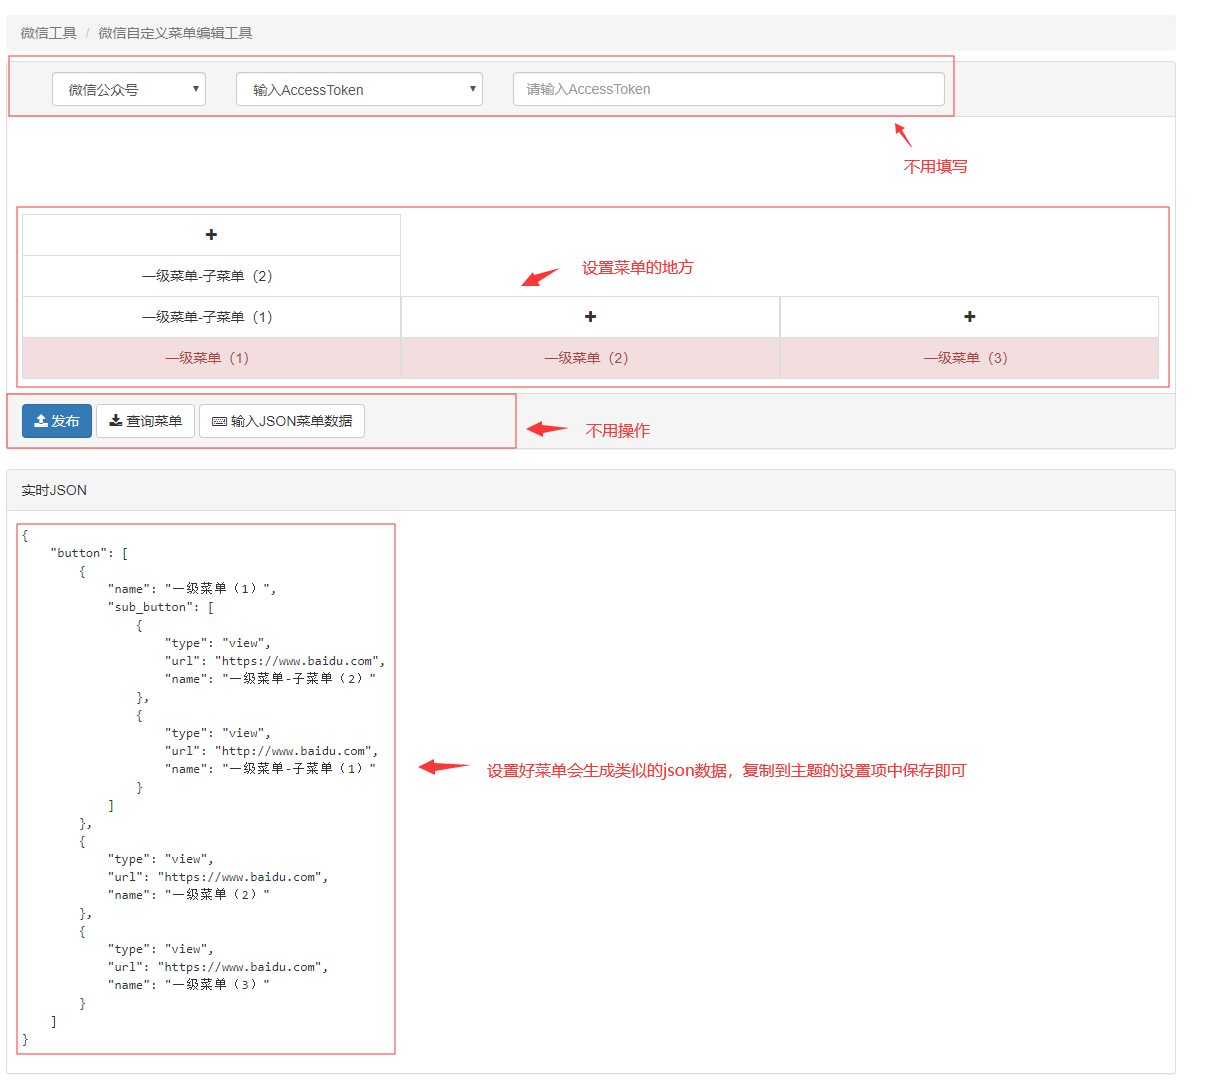 微信工具 / 微信自定义菜单编辑工具
微信公众号 输入AccessToken 请输入AccessToken
不用填写
+
一级菜单-子菜单（2） 设置菜单的地方
一级菜单-子菜单（1） + +
一级菜单（1） 一级菜单（2） 一级菜单（3）
发布 查询菜单 输入JSON菜单数据 不用操作
实时JSON
{
    "button": [
        {
            "name": "一级菜单（1）",
            "sub_button": [
                {
                    "type": "view",
                    "url": "https://www.baidu.com",
                    "name": "一级菜单-子菜单（2）"
                },
                {
                    "type": "view",
                    "url": "http://www.baidu.com",
                    "name": "一级菜单-子菜单（1）"
                }
            ]
        },
        {
            "type": "view",
            "url": "https://www.baidu.com",
            "name": "一级菜单（2）"
        },
        {
            "type": "view",
            "url": "https://www.baidu.com",
            "name": "一级菜单（3）"
        }
    ]
}
设置好菜单会生成类似的json数据，复制到主题的设置项中保存即可